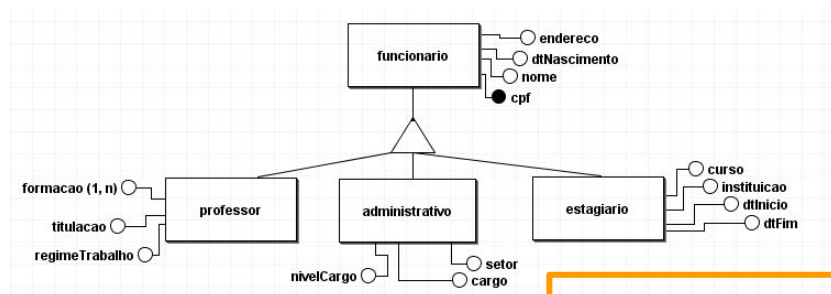 funcionario
endereco
dtNascimento
nome
cpf
professor
formacao (1, n)
titulacao
regimeTrabalho
administrativo
nivelCargo
cargo
setor
estagiario
curso
instituicao
dtInicio
dtFim